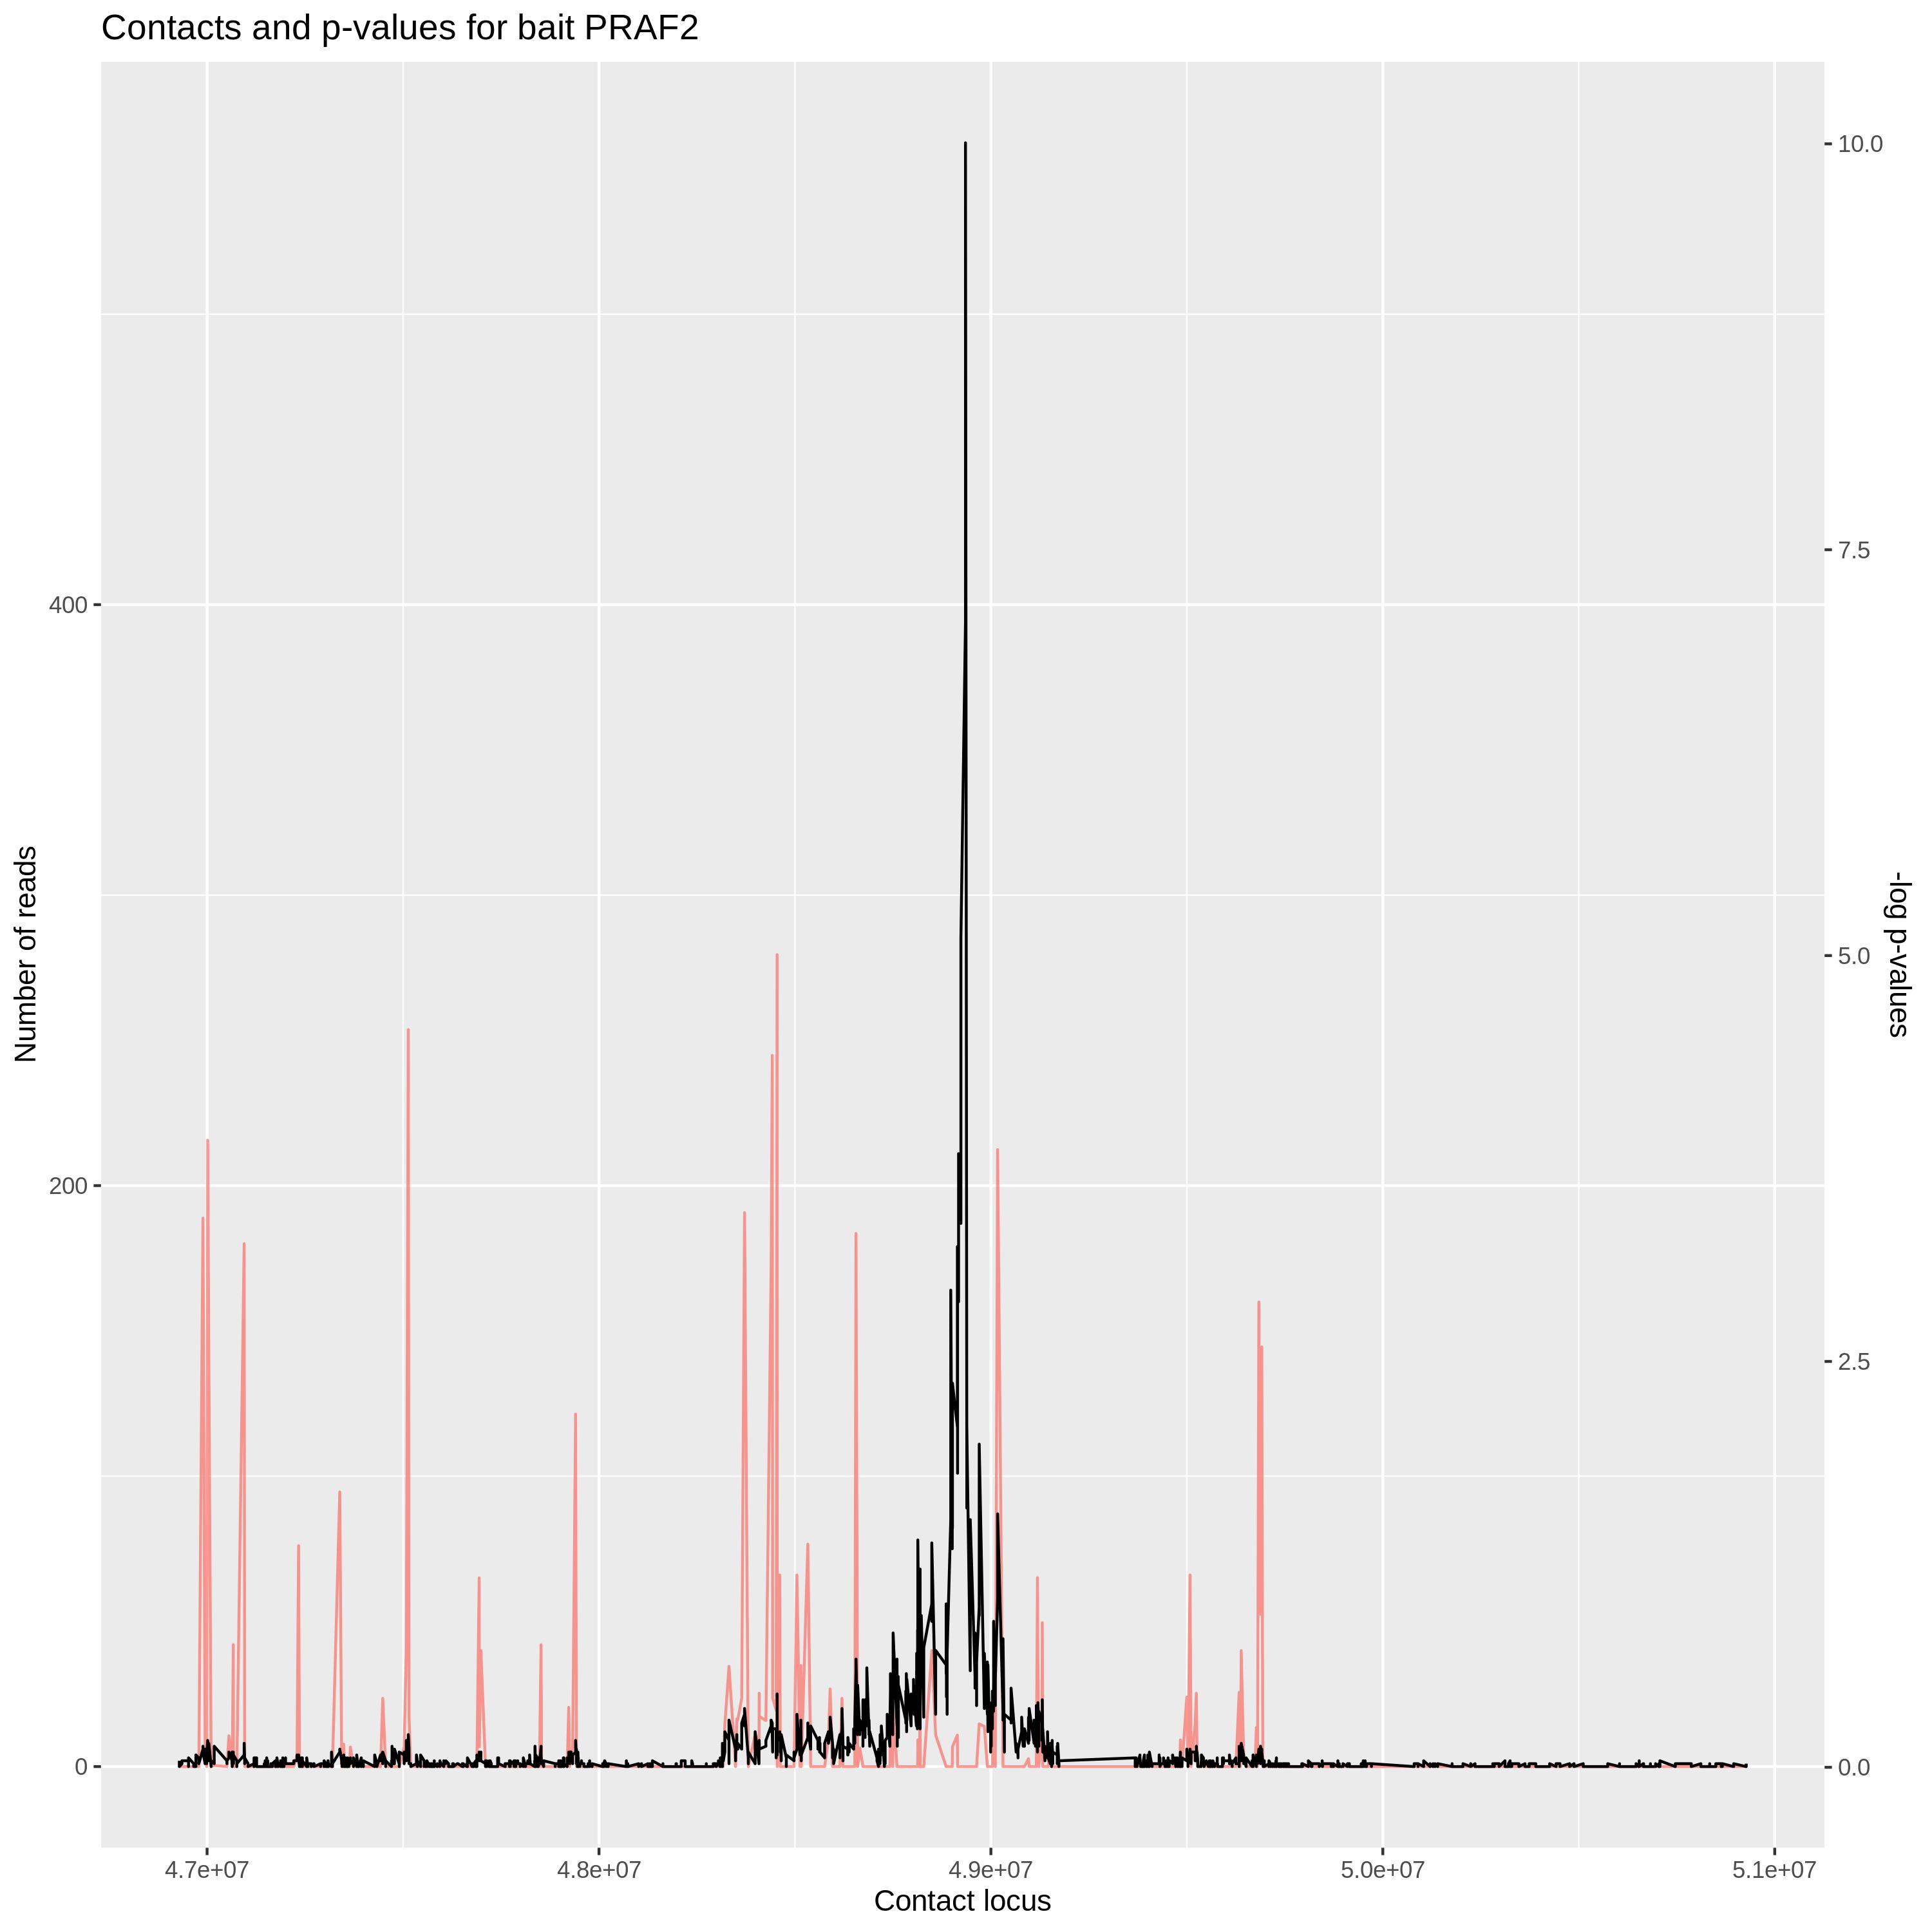 Contacts and p-values for bait PRAF2
Number of reads
400
200
0
10.0
7.5
5.0
2.5
0.0
-log p-values
4.7e+07
4.8e+07
4.9e+07
5.0e+07
5.1e+07
Contact locus